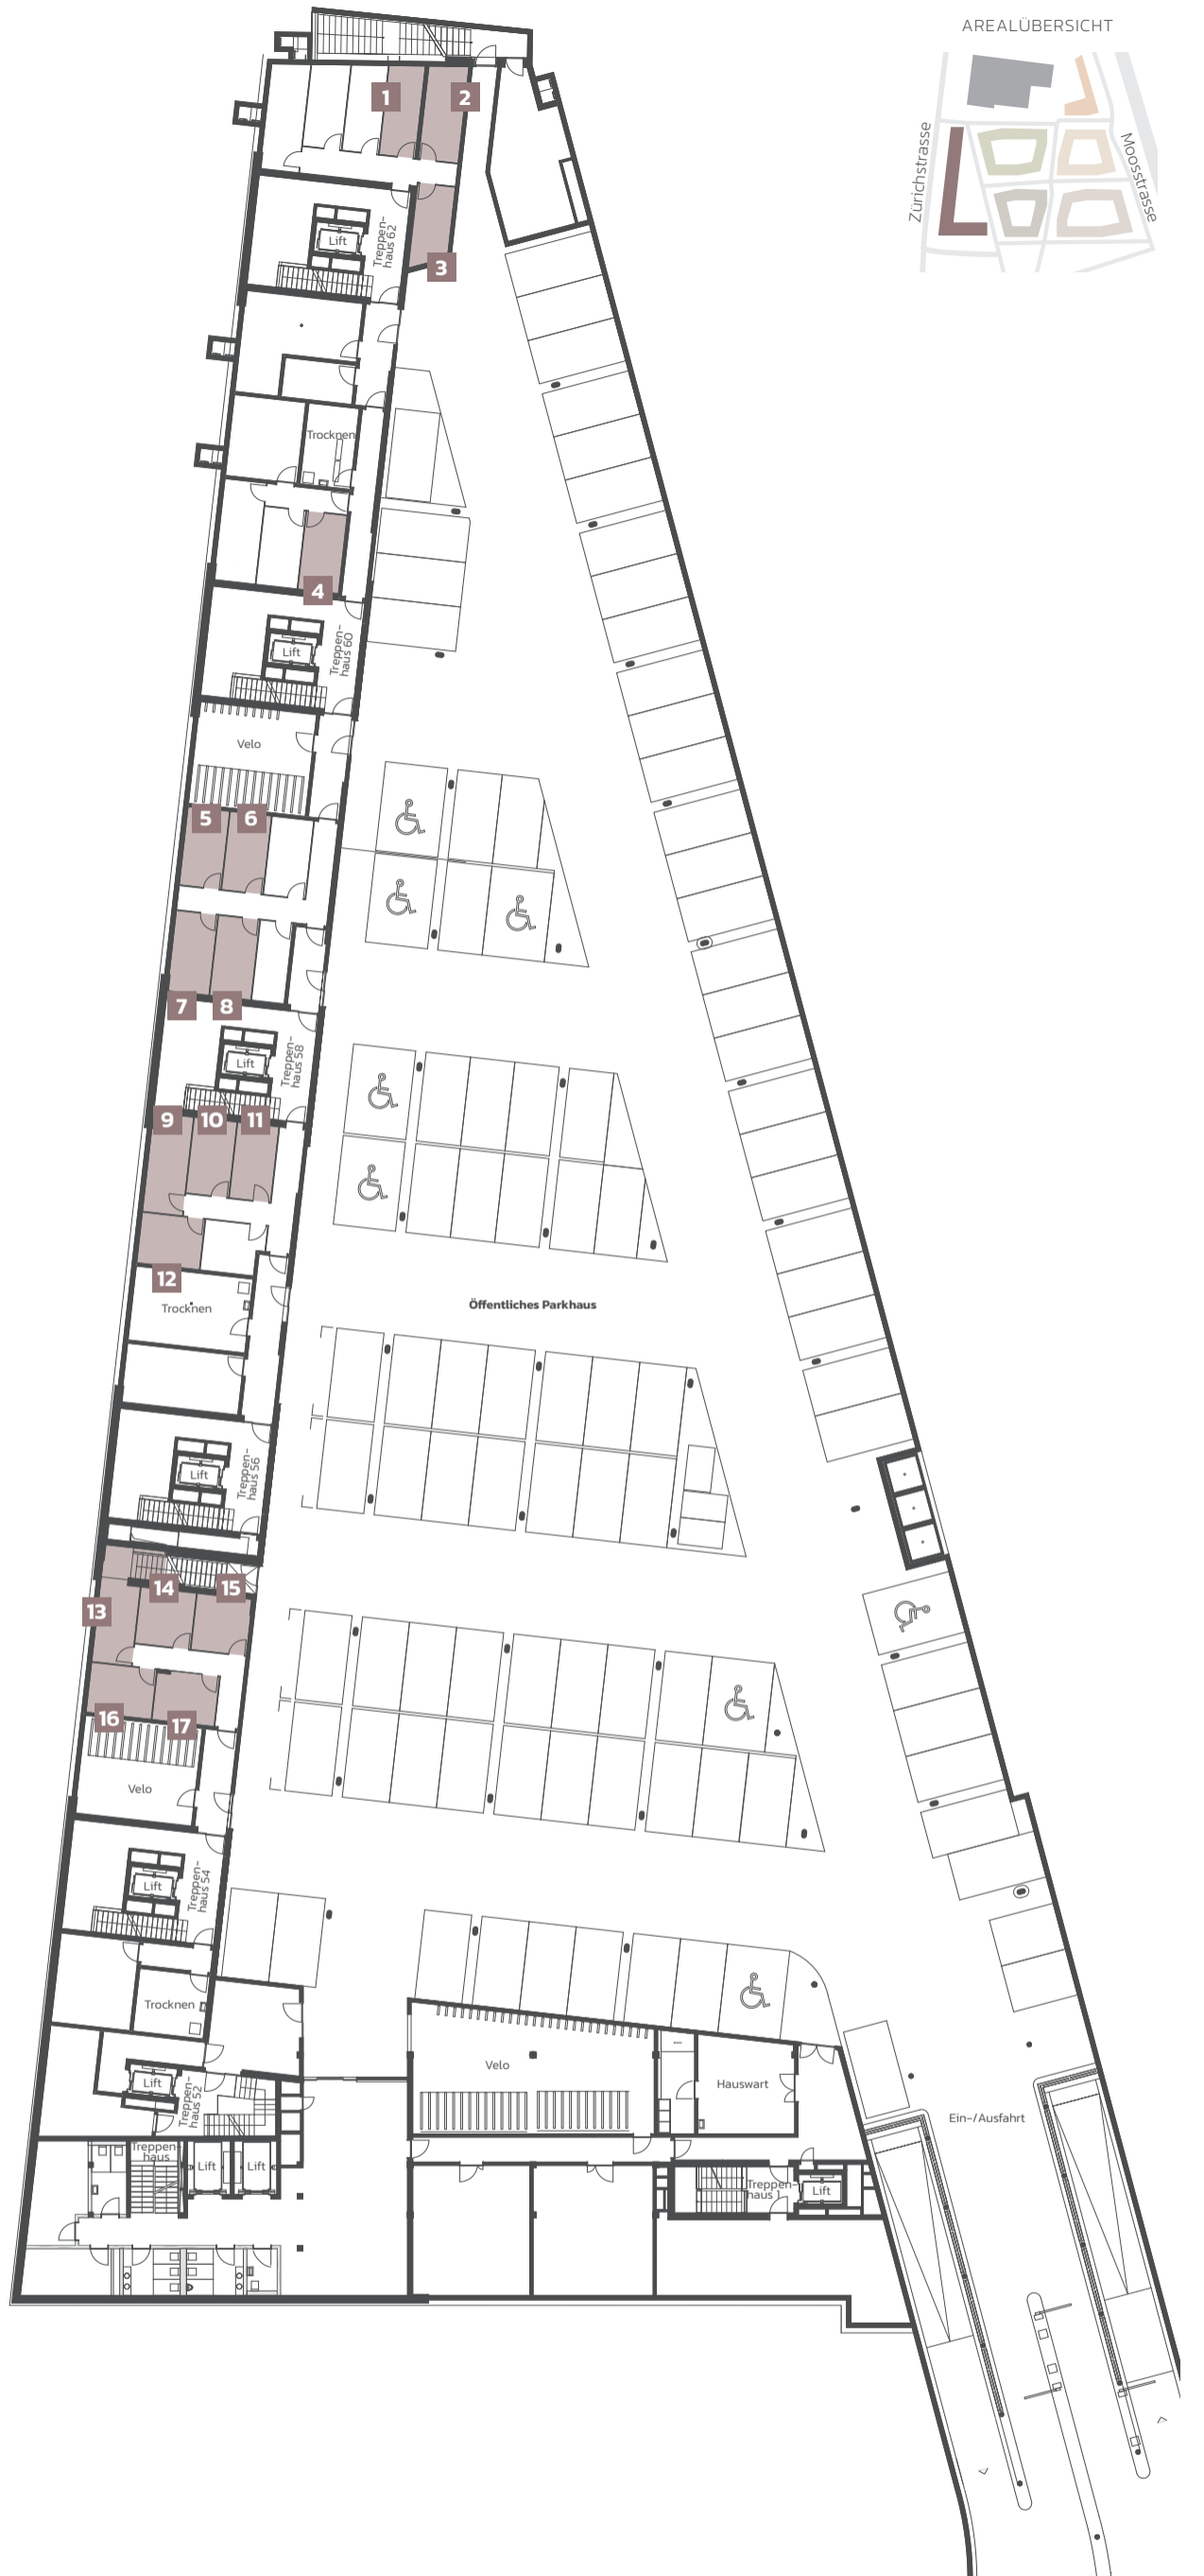 AREALÜBERSICHT
Zürichstrasse
Moosstrasse
1
2
Lift
Treppen-
haus 62
3
Trocknen
4
Lift
Treppen-
haus 60
Velo
5
6
7
8
Lift
Treppen-
haus 58
9
10
11
12
Trocknen
Öffentliches Parkhaus
Lift
Treppen-
haus 56
13
14
15
16
17
Velo
Lift
Treppen-
haus 54
Trocknen
Velo
Hauswart
Lift
Treppen-
haus 52
Ein-/Ausfahrt
Treppen-
haus
Lift
Lift
Treppen-
haus 1
Lift